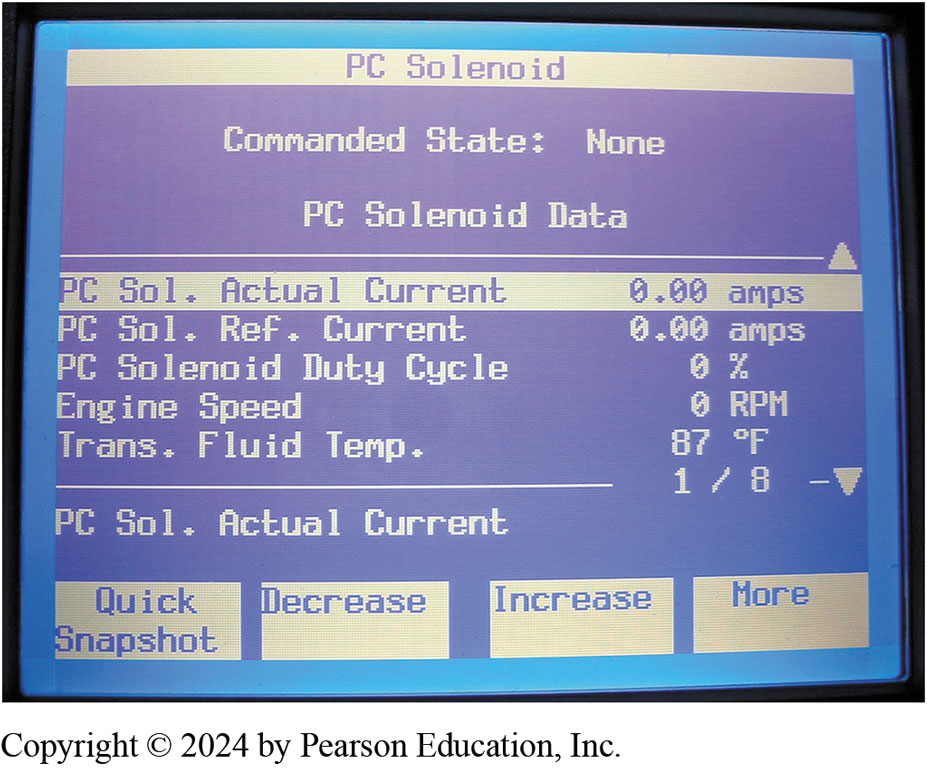 PC Solenoid
Commanded State: None
PC Solenoid Data
PC Sol. Actual Current 0.00 amps
PC Sol. Ref. Current 0.00 amps
PC Solenoid Duty Cycle 0 %
Engine Speed 0 RPM
Trans. Fluid Temp. 87 °F
1 / 8
PC Sol. Actual Current
Quick Snapshot Decrease Increase More
Copyright © 2024 by Pearson Education, Inc.